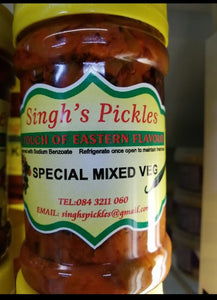 Singh's Pickles
TOUCH OF EASTERN FLAVOUR
with Sodium Benzoate Refrigerate once open to maintain
SPECIAL MIXED VEG
TEL:084 3211 060
EMAIL: singhspickles@gmail.com